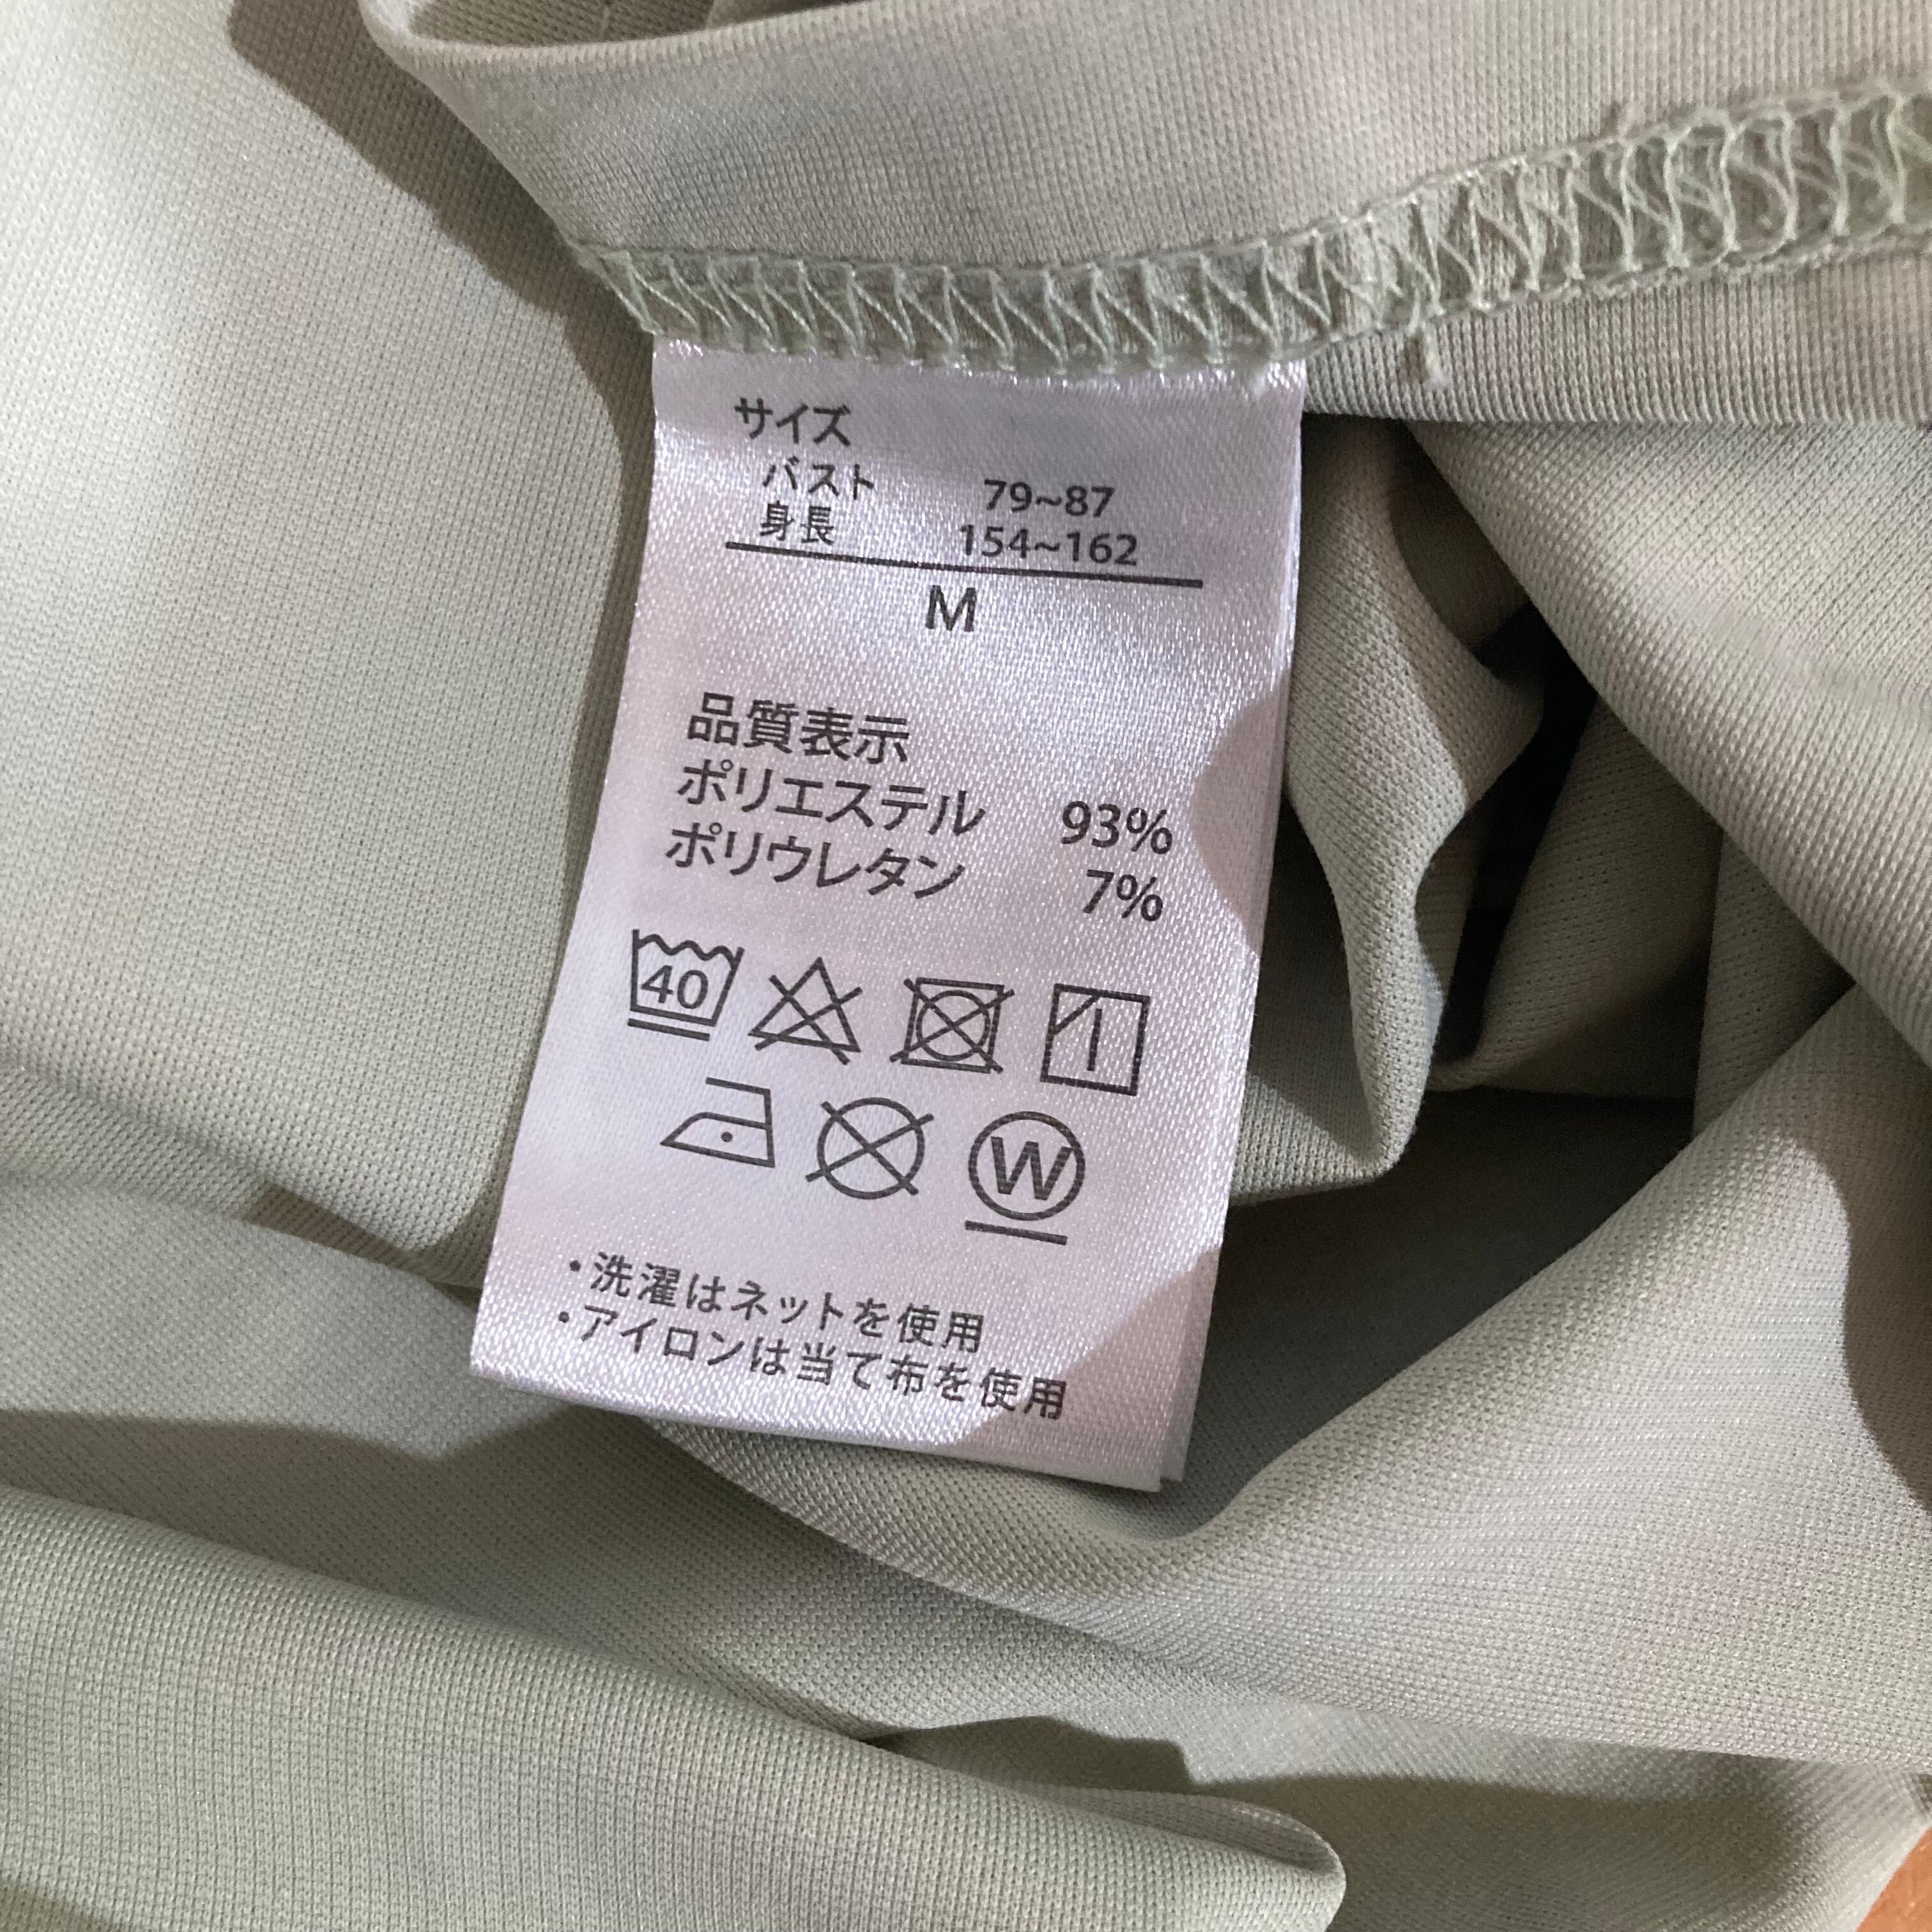 サイズ
バスト 79~87
身長 154~162
M
品質表示
ポリエステル 93%
ポリウレタン 7%
40
W
・洗濯はネットを使用
・アイロンは当て布を使用